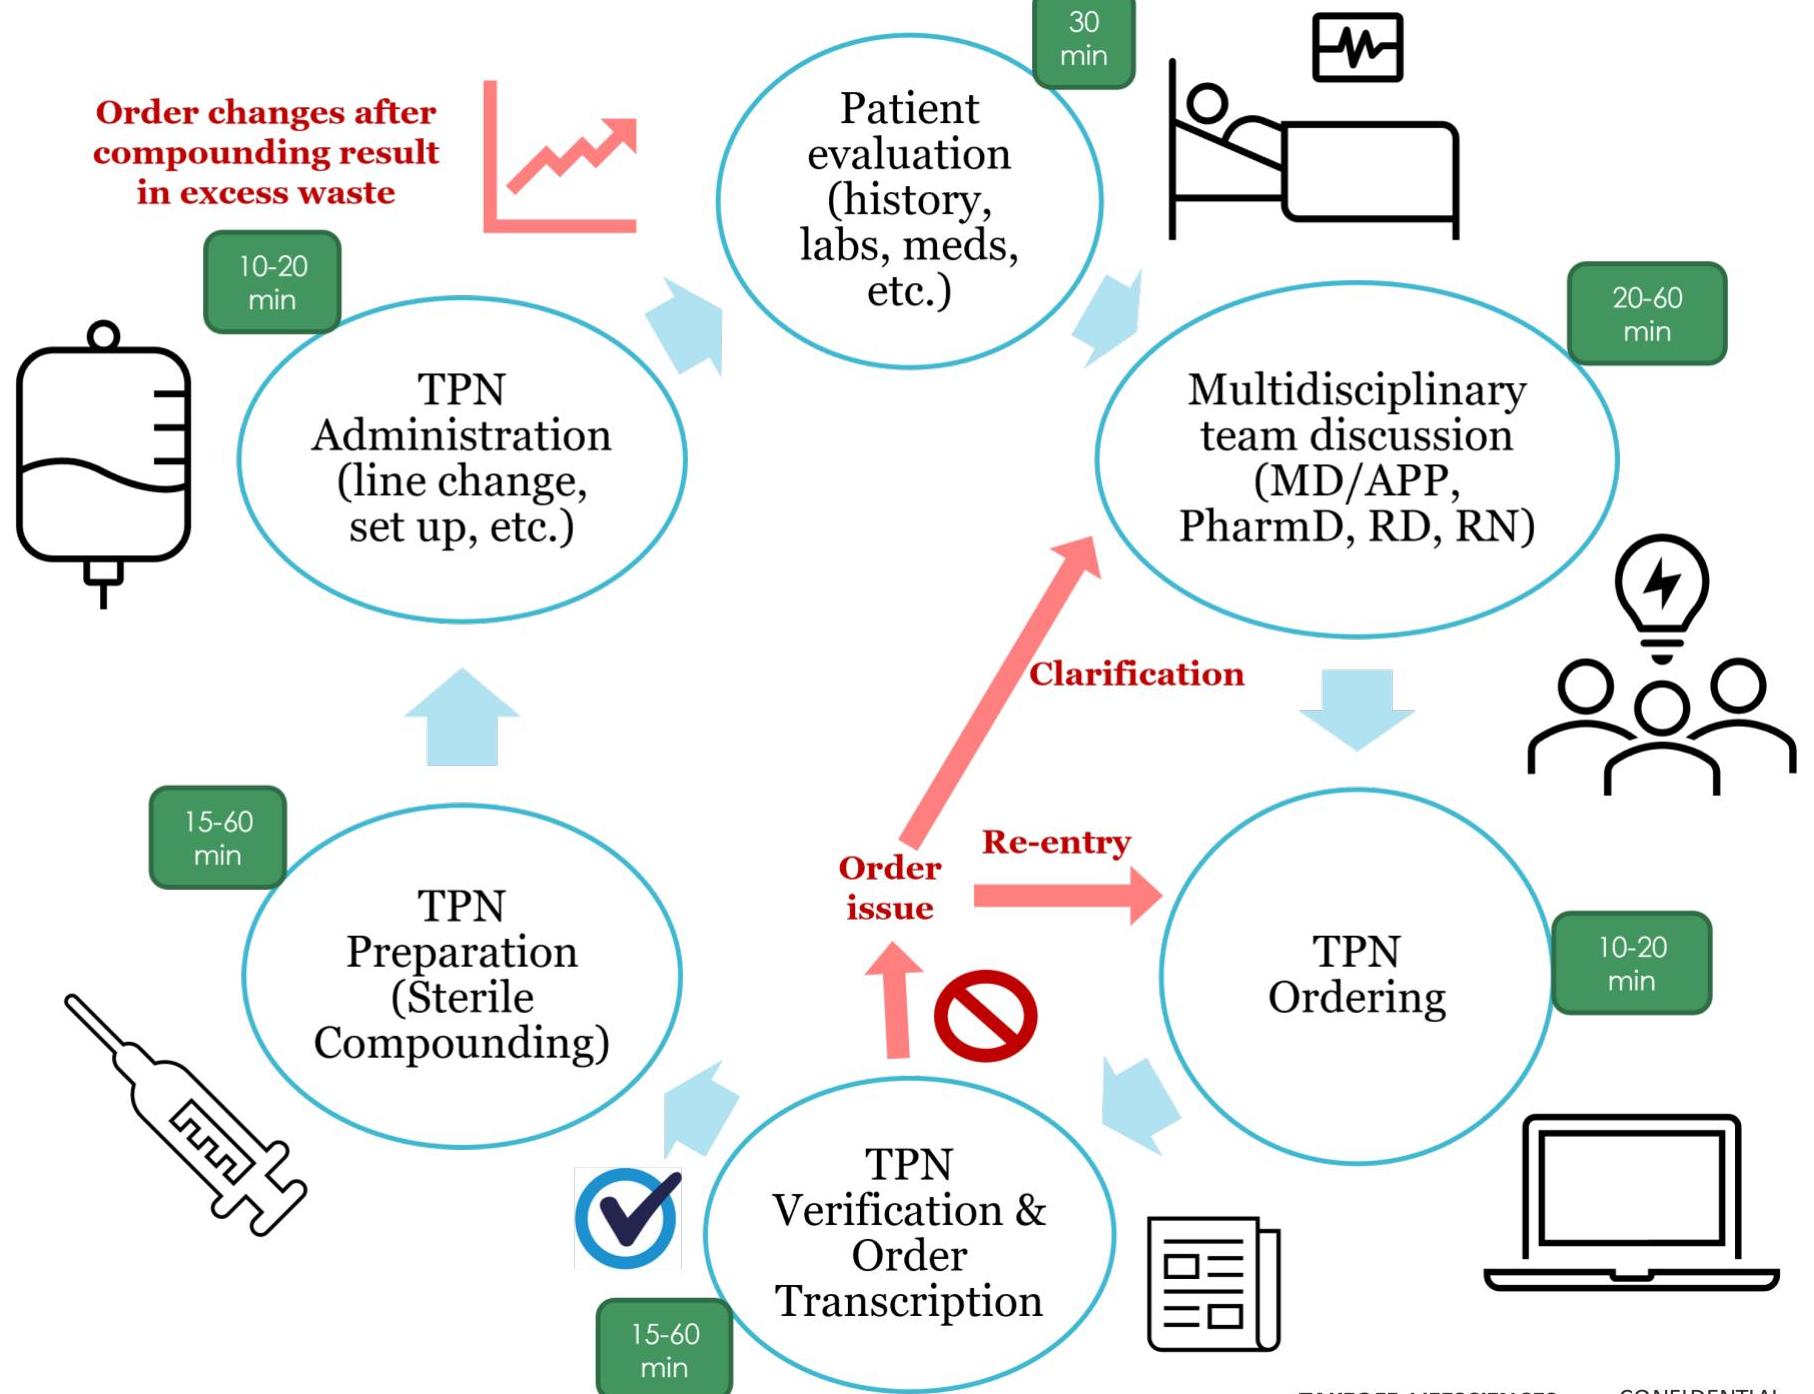 30
min
Patient
evaluation
(history,
labs, meds,
etc.)
20-60
min
Multidisciplinary
team discussion
(MD/APP,
PharmD, RD, RN)
10-20
min
TPN
Ordering
15-60
min
TPN
Verification &
Order
Transcription
Order
issue
Clarification
Re-entry
15-60
min
TPN
Preparation
(Sterile
Compounding)
10-20
min
TPN
Administration
(line change,
set up, etc.)
Order changes after
compounding result
in excess waste